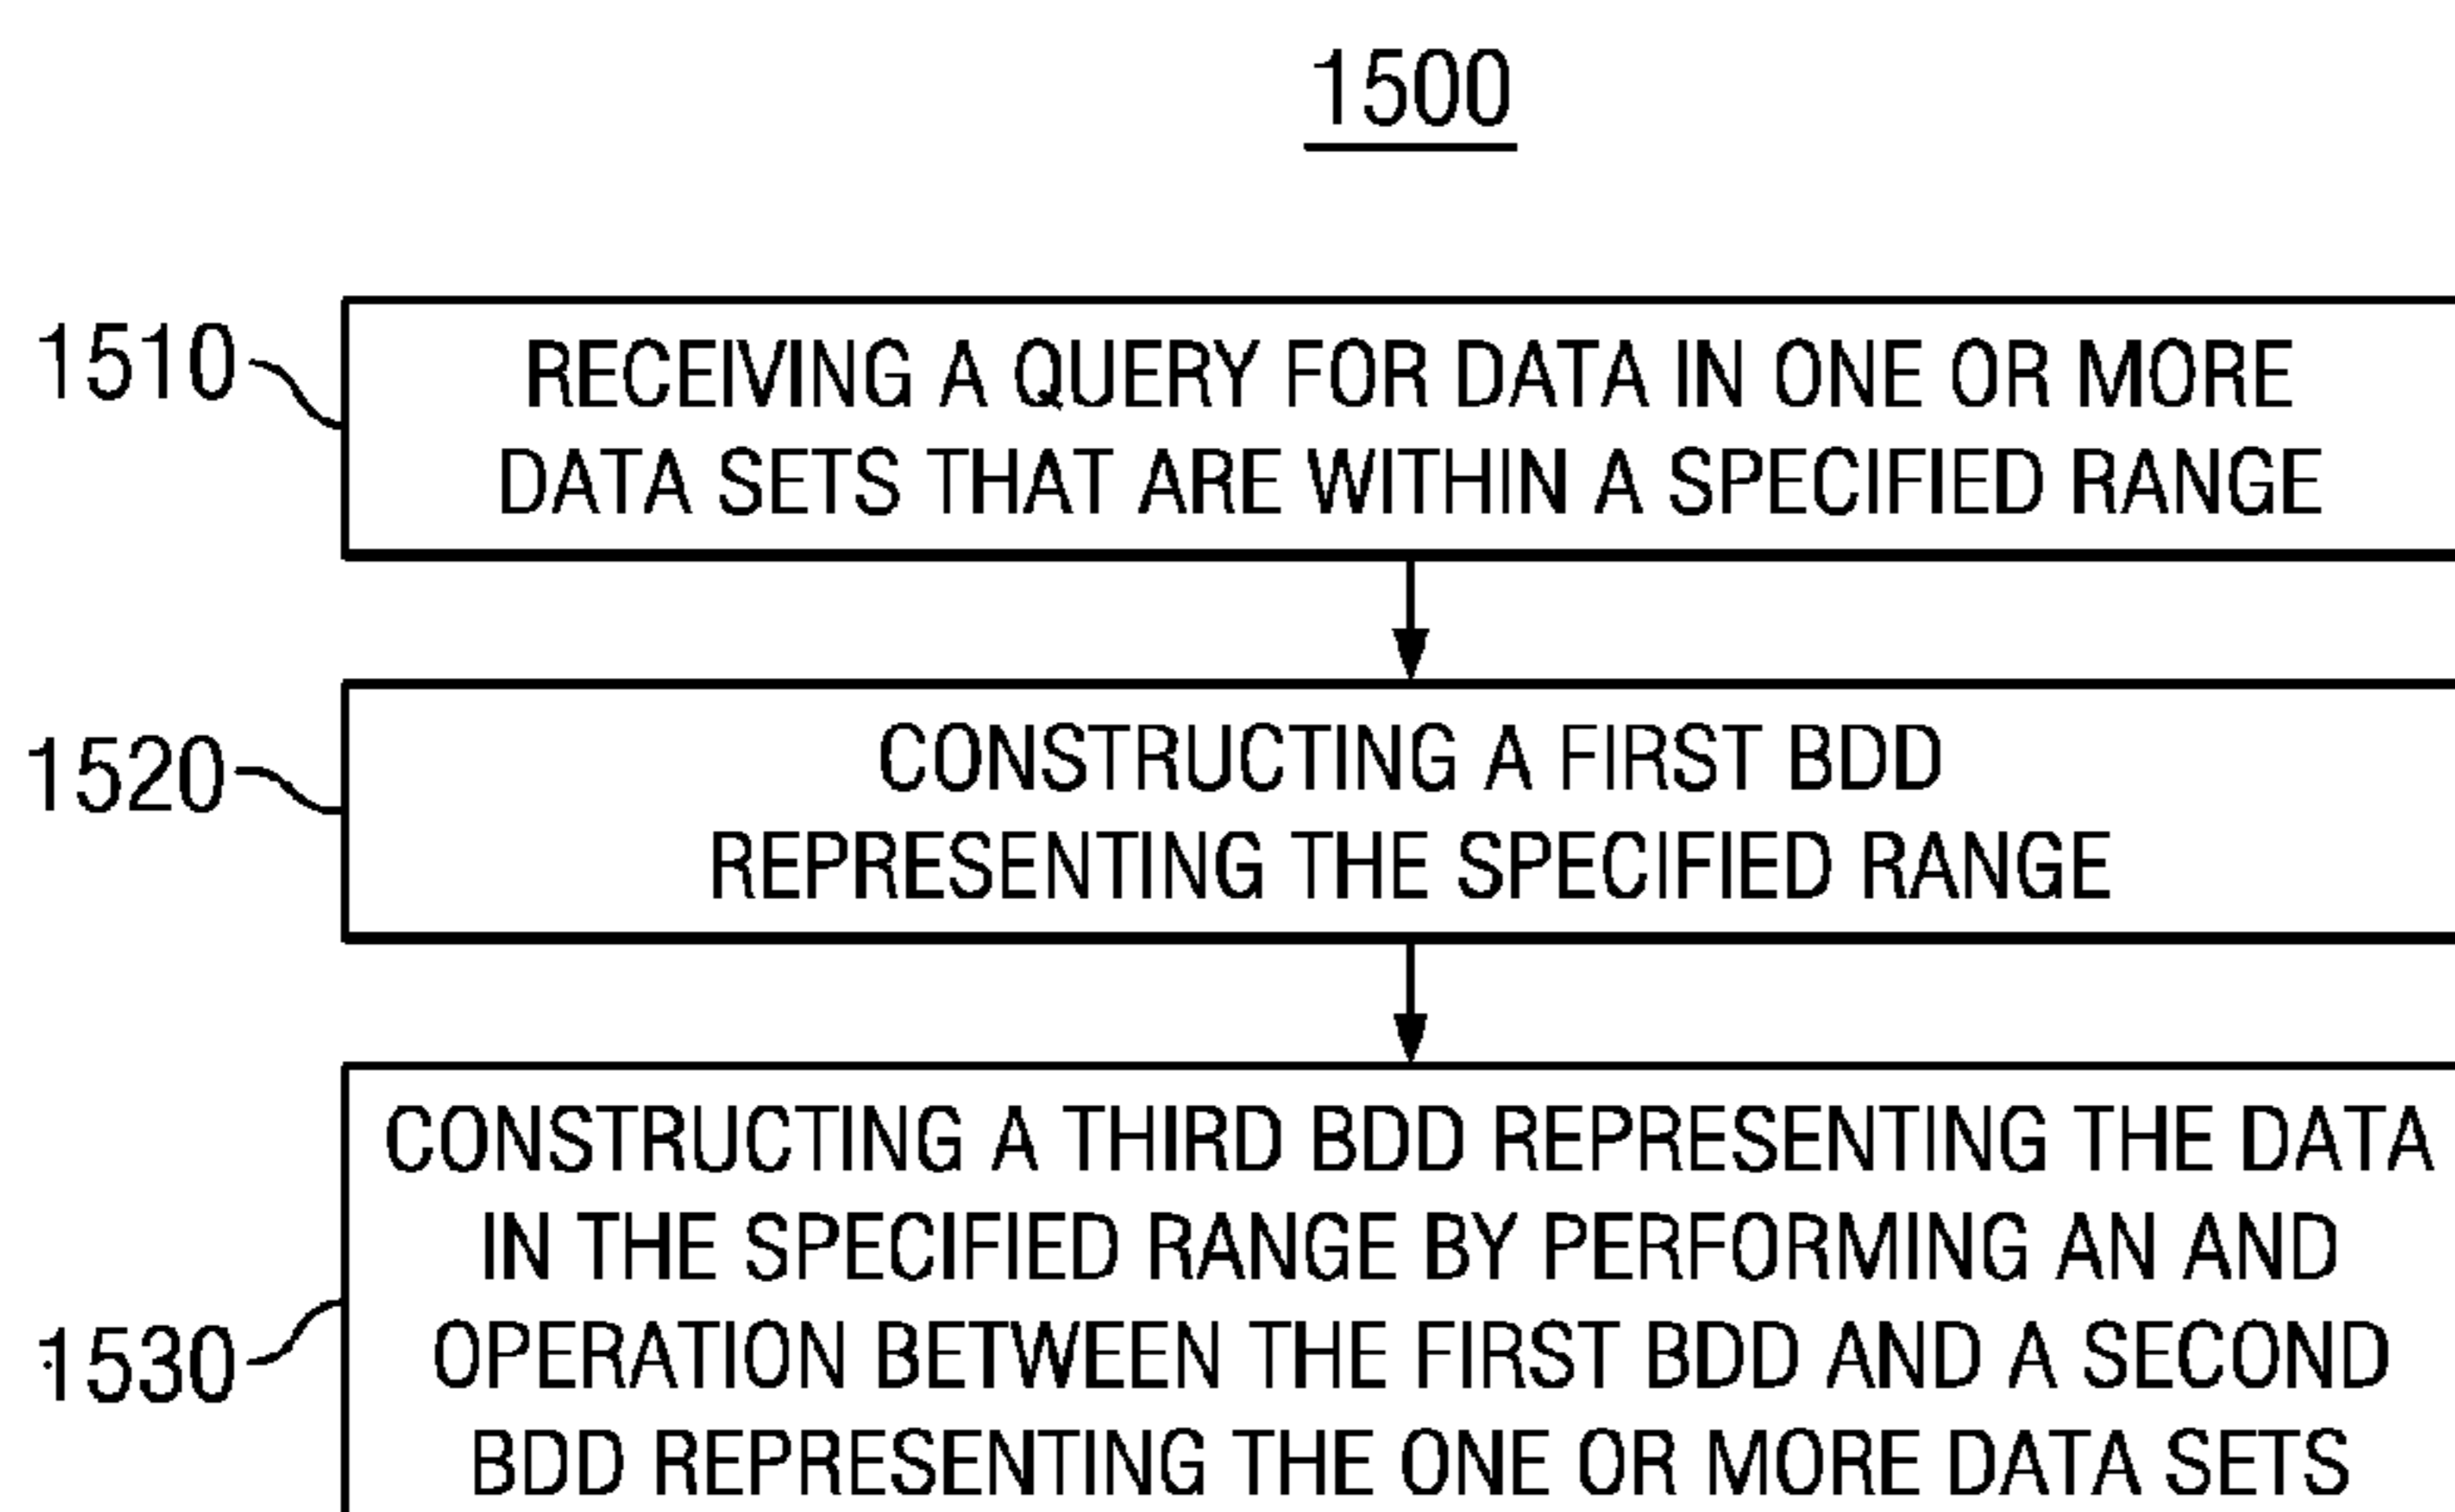 1500
1510
RECEIVING A QUERY FOR DATA IN ONE OR MORE
DATA SETS THAT ARE WITHIN A SPECIFIED RANGE
1520
CONSTRUCTING A FIRST BDD
REPRESENTING THE SPECIFIED RANGE
1530
CONSTRUCTING A THIRD BDD REPRESENTING THE DATA
IN THE SPECIFIED RANGE BY PERFORMING AN AND
OPERATION BETWEEN THE FIRST BDD AND A SECOND
BDD REPRESENTING THE ONE OR MORE DATA SETS